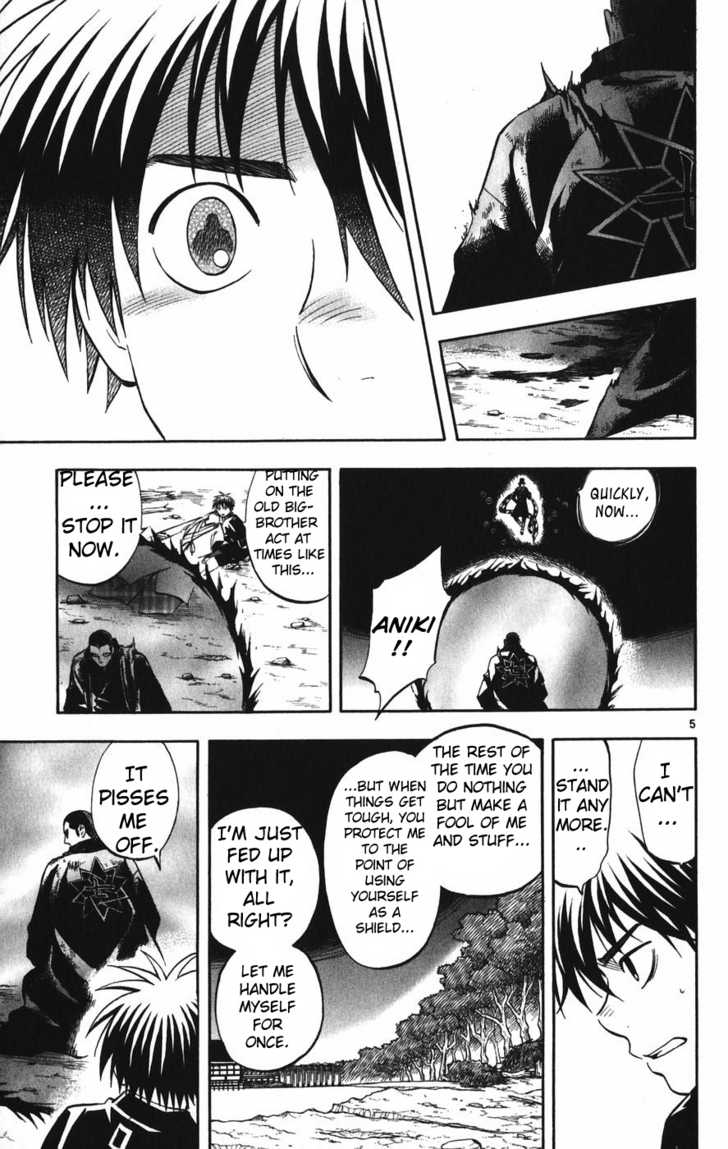 QUICKLY,
NOW...
ANIKI
!!
PUTTING
ON THE
OLD BIG-
BROTHER
ACT AT
TIMES LIKE
THIS...
PLEASE
...
STOP IT
NOW.
5
I
CAN'T
...
...
STAND
IT ANY
MORE.
..
THE REST OF
THE TIME YOU
DO NOTHING
BUT MAKE A
FOOL OF ME
AND STUFF...
...BUT WHEN
THINGS GET
TOUGH, YOU
PROTECT ME
TO THE
POINT OF
USING
YOURSELF
AS A
SHIELD...
I'M JUST
FED UP
WITH IT,
ALL
RIGHT?
LET ME
HANDLE
MYSELF
FOR
ONCE.
IT
PISSES
ME
OFF.